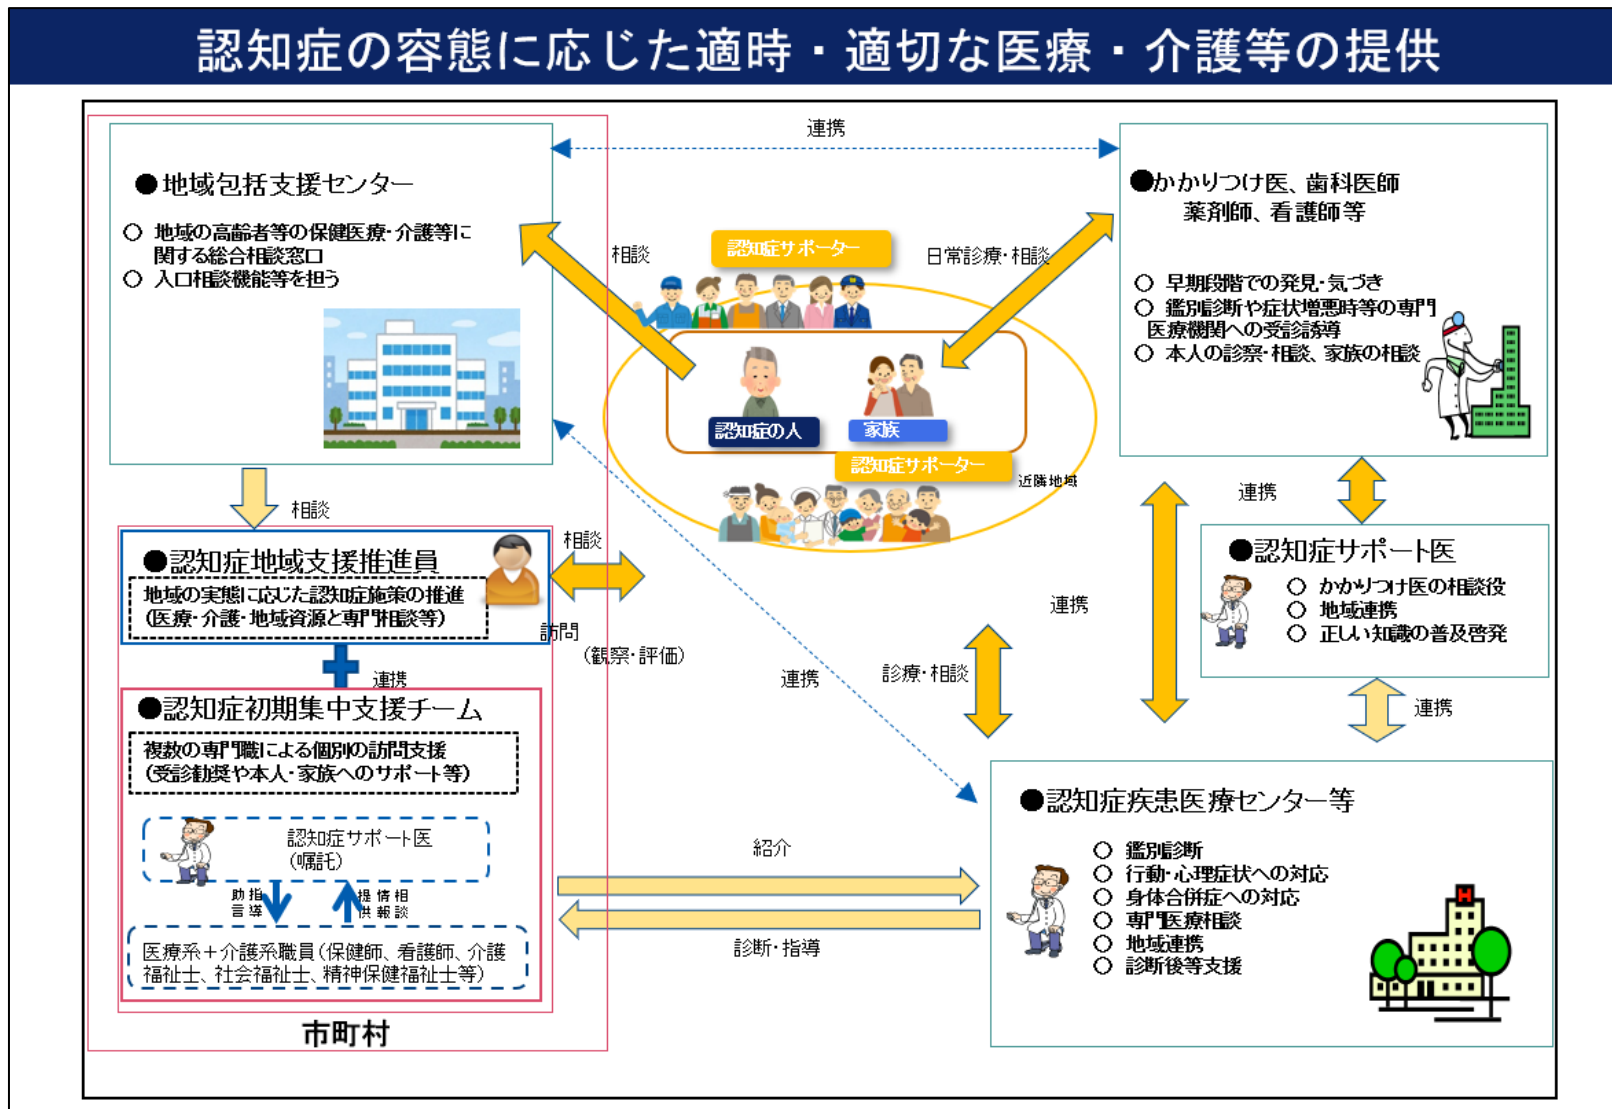 認知症の容態に応じた適時・適切な医療・介護等の提供
連携
●地域包括支援センター
○ 地域の高齢者等の保健医療・介護等に
関する総合相談窓口
○ 入口相談機能等を担う
相談
認知症サポーター
日常診療・相談
●かかりつけ医、歯科医師
薬剤師、看護師等
○ 早期段階での発見・気づき
○ 鑑別診断や症状増悪時等の専門
医療機関への受診誘導
○ 本人の診察・相談、家族の相談
認知症の人
家族
認知症サポーター
近隣地域
相談
●認知症地域支援推進員
地域の実態に応じた認知症施策の推進
(医療・介護・地域資源と専門相談等)
相談
訪問
(観察・評価)
連携
●認知症サポート医
○ かかりつけ医の相談役
○ 地域連携
○ 正しい知識の普及啓発
連携
連携
診療・相談
連携
連携
●認知症初期集中支援チーム
複数の専門職による個別の訪問支援
(受診勧奨や本人・家族へのサポート等)
認知症サポート医
(嘱託)
指導
助言
相談
情報
提供
医療系+介護系職員(保健師、看護師、介護
福祉士、社会福祉士、精神保健福祉士等)
市町村
紹介
診断・指導
●認知症疾患医療センター等
○ 鑑別診断
○ 行動・心理症状への対応
○ 身体合併症への対応
○ 専門医療相談
○ 地域連携
○ 診断後等支援
H